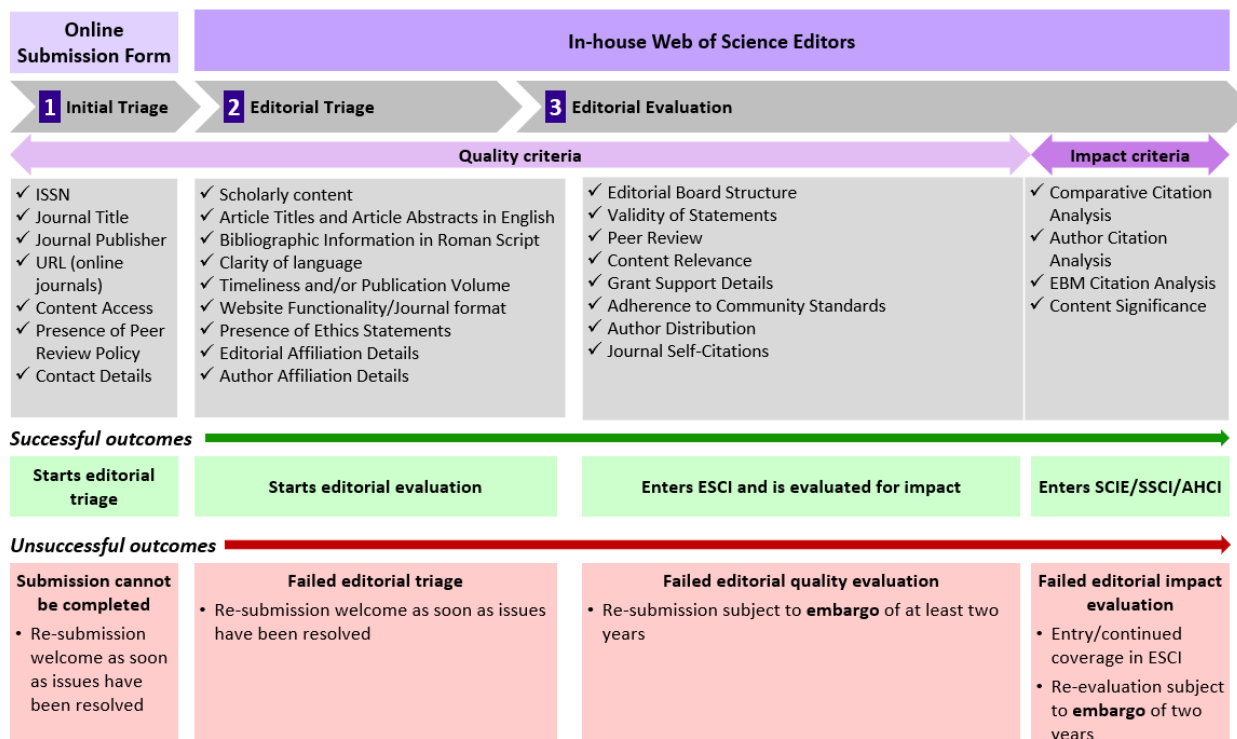 Online
Submission Form
In-house Web of Science Editors
1 Initial Triage
2 Editorial Triage
3 Editorial Evaluation
Quality criteria
Impact criteria
✓ ISSN
✓ Journal Title
✓ Journal Publisher
✓ URL (online
journals)
✓ Content Access
✓ Presence of Peer
Review Policy
✓ Contact Details
✓ Scholarly content
✓ Article Titles and Article Abstracts in English
✓ Bibliographic Information in Roman Script
✓ Clarity of language
✓ Timeliness and/or Publication Volume
✓ Website Functionality/Journal format
✓ Presence of Ethics Statements
✓ Editorial Affiliation Details
✓ Author Affiliation Details
✓ Editorial Board Structure
✓ Validity of Statements
✓ Peer Review
✓ Content Relevance
✓ Grant Support Details
✓ Adherence to Community Standards
✓ Author Distribution
✓ Journal Self-Citations
✓ Comparative Citation
Analysis
✓ Author Citation
Analysis
✓ EBM Citation Analysis
✓ Content Significance
Successful outcomes
Starts editorial
triage
Starts editorial evaluation
Enters ESCI and is evaluated for impact
Enters SCIE/SSCI/AHCI
Unsuccessful outcomes
Submission cannot
be completed
• Re-submission
welcome as soon
as issues have
been resolved
Failed editorial triage
• Re-submission welcome as soon as issues
have been resolved
Failed editorial quality evaluation
• Re-submission subject to embargo of at least two
years
Failed editorial impact
evaluation
• Entry/continued
coverage in ESCI
• Re-evaluation subject
to embargo of two
years